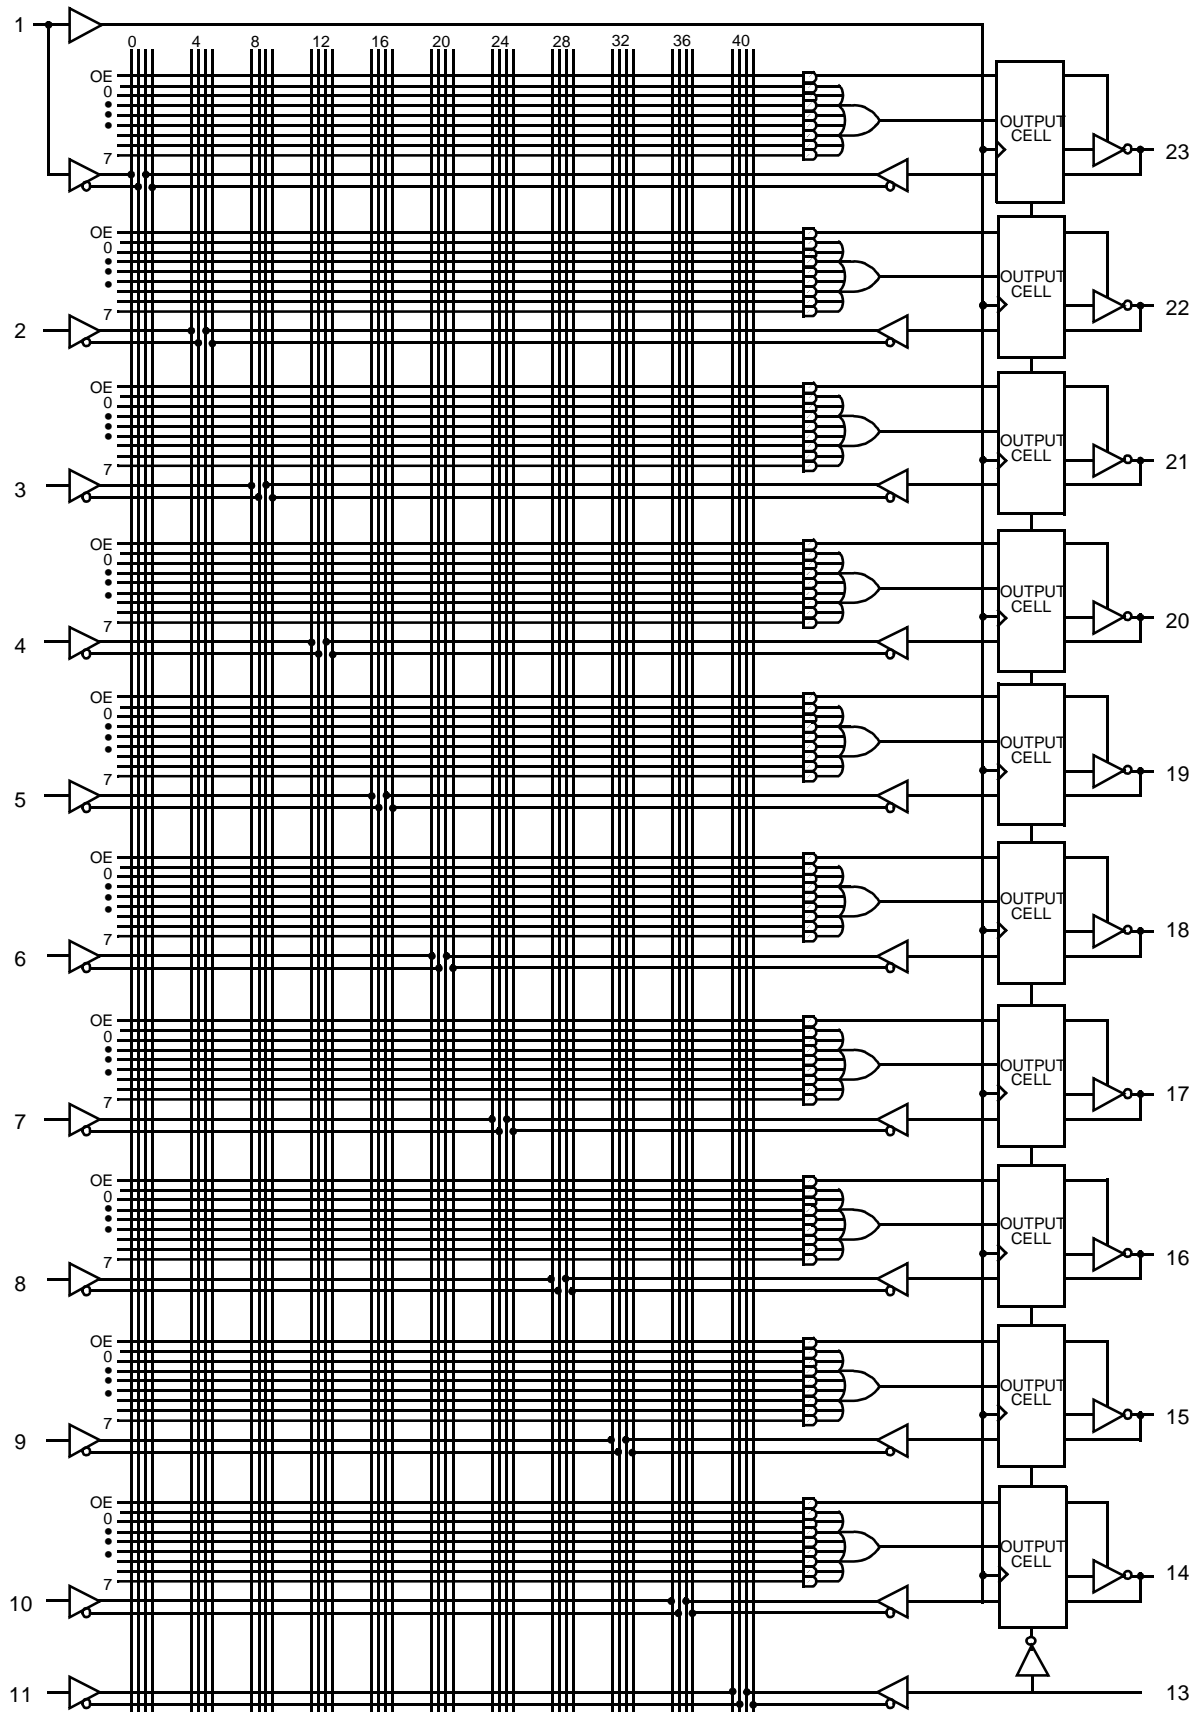 1
0 4 8 12 16 20 24 28 32 36 40
OE
0
7
OUTPUT
CELL
23
OE
0
7
OUTPUT
CELL
2
22
OE
0
7
OUTPUT
CELL
3
21
OE
0
7
OUTPUT
CELL
4
20
OE
0
7
OUTPUT
CELL
5
19
OE
0
7
OUTPUT
CELL
6
18
OE
0
7
OUTPUT
CELL
7
17
OE
0
7
OUTPUT
CELL
8
16
OE
0
7
OUTPUT
CELL
9
15
OE
0
7
OUTPUT
CELL
10
14
11
13